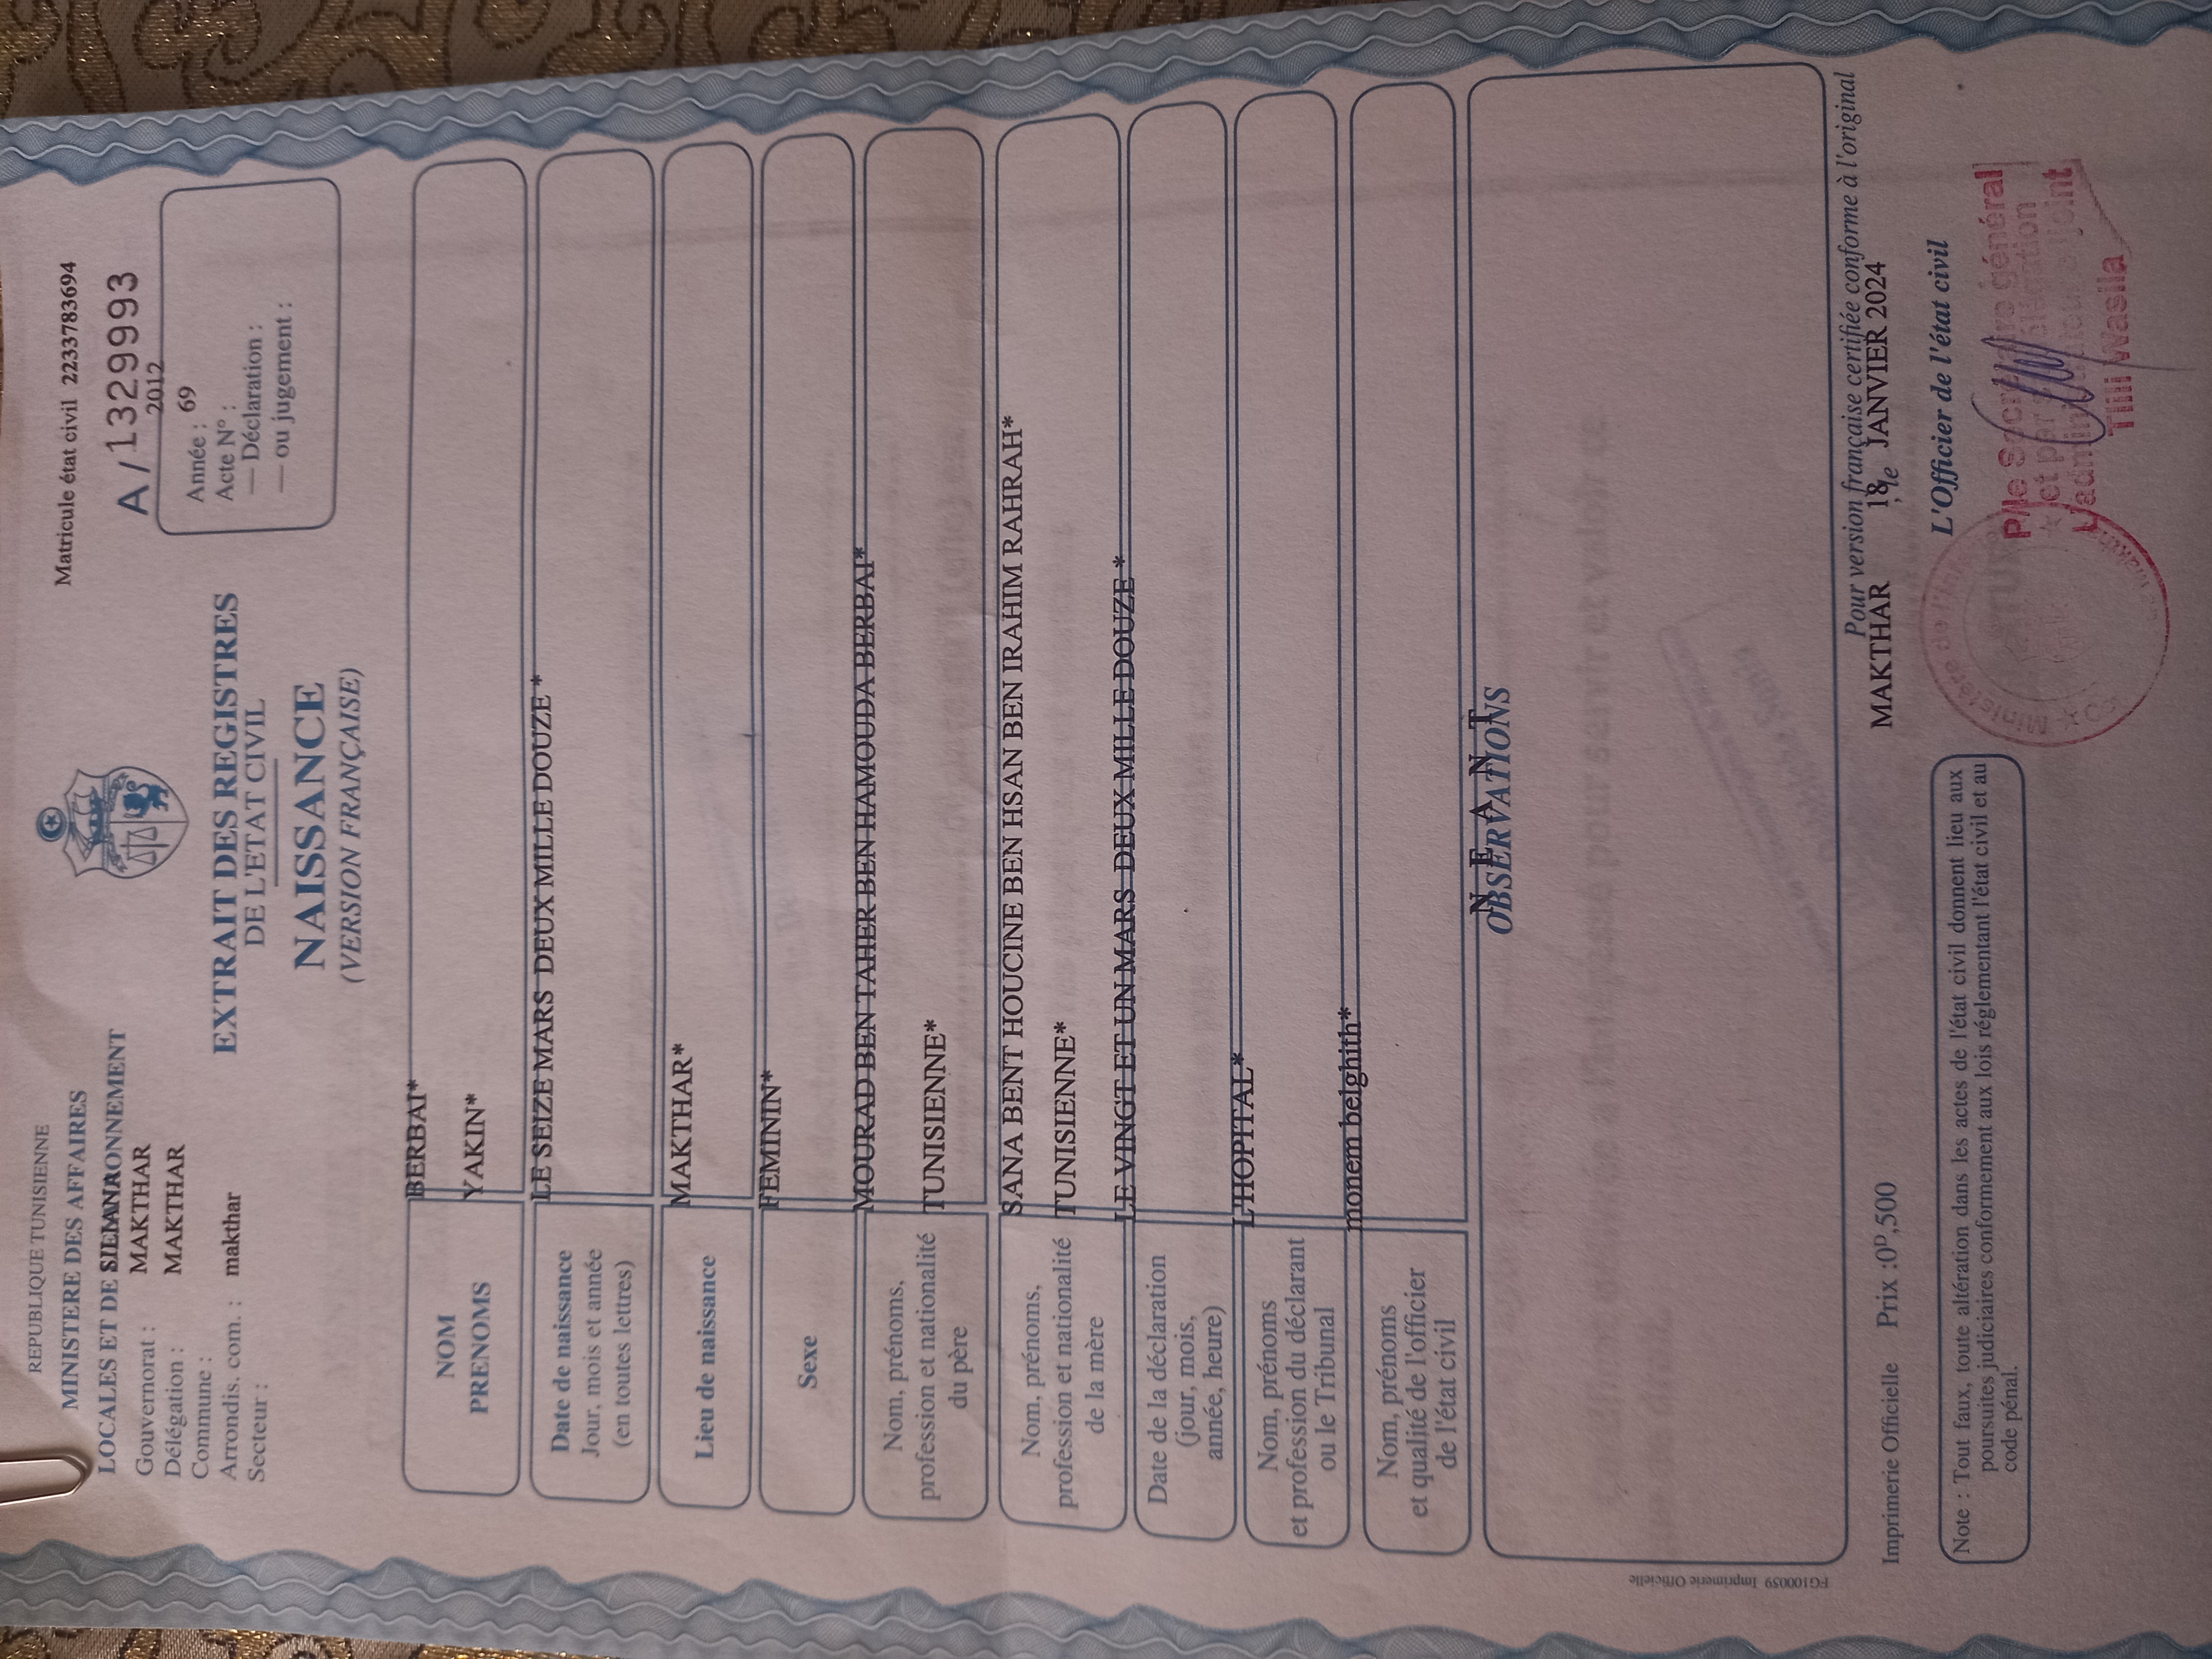 REPUBLIQUE TUNISIENNE
MINISTERE DES AFFAIRES
LOCALES ET DE
Gouvernorat :
Délégation : MAKTHAR
Commune : MAKTHAR
Arrondis. com. : makthar
Secteur :
Matricule état civil 2233783694
A/1329993
2012
Année : 69
Acte N° :
— Déclaration :
— ou jugement :
EXTRAIT DES REGISTRES
DE L'ETAT CIVIL
NAISSANCE
(VERSION FRANÇAISE)
NOM
PRENOMS
BERBAI*
YAKIN*
Date de naissance
Jour, mois et année
(en toutes lettres)
LE SEIZE MARS DEUX MILLE DOUZE *
Lieu de naissance
MAKTHAR*
Sexe
FEMININ*
Nom, prénoms,
profession et nationalité
du père
MOURAD BEN TAHER BEN HAMOUDA BERBAI*
TUNISIENNE*
Nom, prénoms,
profession et nationalité
de la mère
SANA BENT HOUCINE BEN HSAN BEN IRAHIM RAHRAH*
TUNISIENNE*
Date de la déclaration
(jour, mois,
année, heure)
LE VINGT ET UN MARS DEUX MILLE DOUZE *
Nom, prénoms
et profession du déclarant
ou le Tribunal
L'HOPITAL*
Nom, prénoms
et qualité de l'officier
de l'état civil
monem belghith*
N E A N T
OBSERVATIONS
Pour version française certifiée conforme à l'original
MAKTHAR , le 18 JANVIER 2024
L'Officier de l'état civil
P/le Secrétaire général
et par délégation
Tlili Wasila
Imprimerie Officielle Prix :0ᴰ,500
Note : Tout faux, toute altération dans les actes de l'état civil donnent lieu aux
poursuites judiciaires conformement aux lois réglementant l'état civil et au
code pénal.
FG100059 Imprimerie Officielle